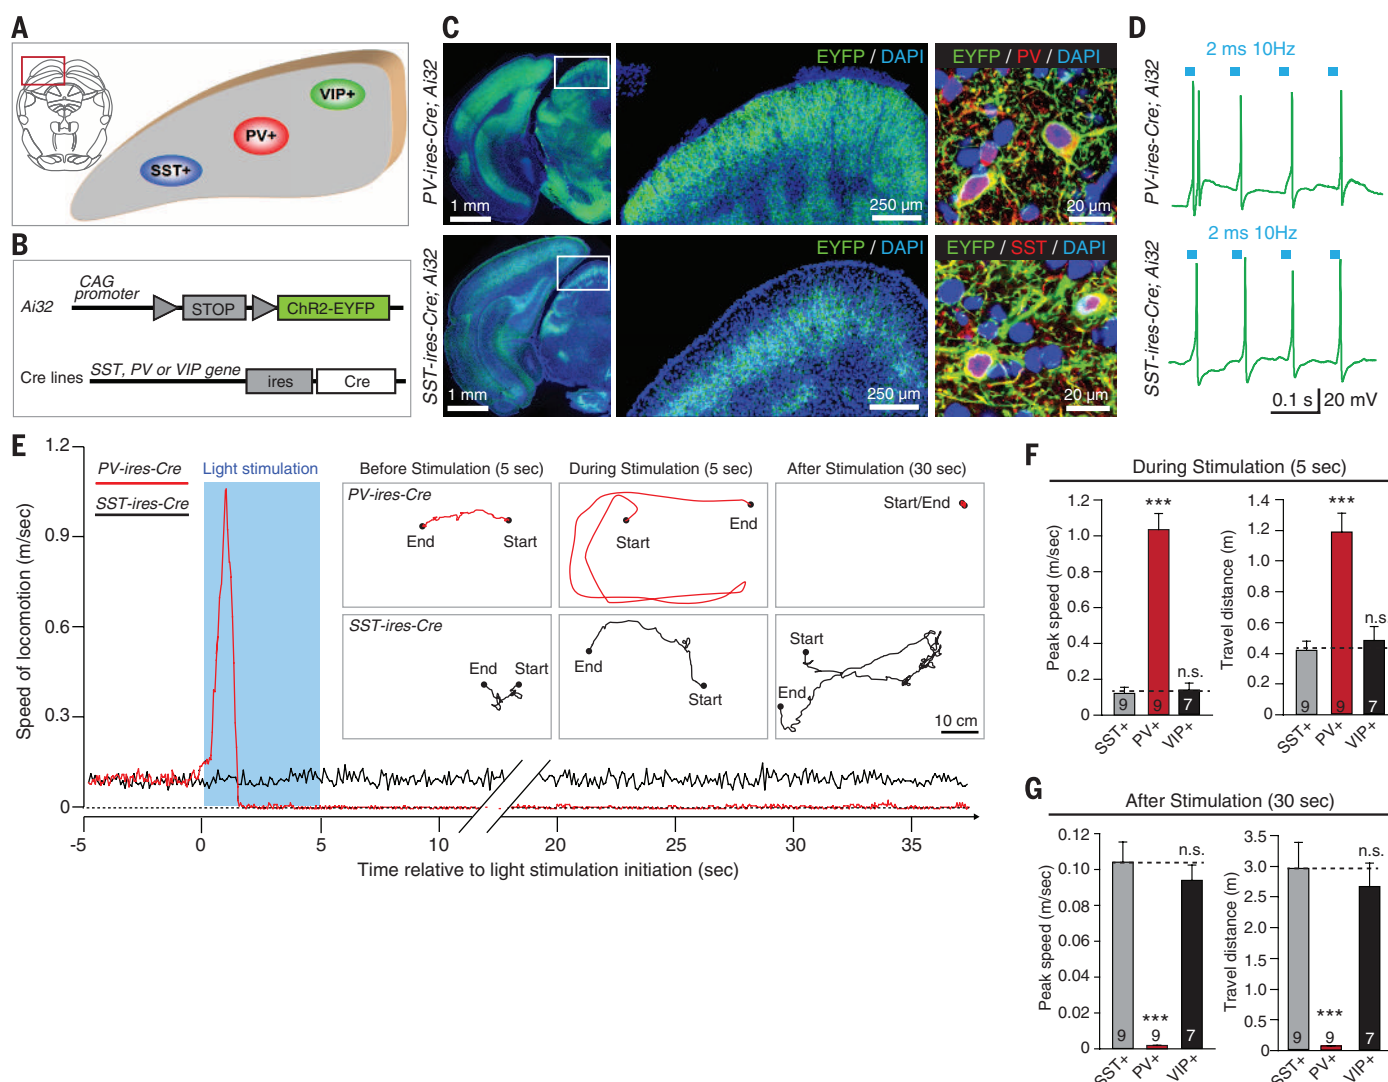 A
VIP+
PV+
SST+
B
Ai32
CAG
promoter
STOP
ChR2-EYFP
Cre lines
SST, PV or VIP gene
ires
Cre
C
PV-ires-Cre; Ai32
1 mm
EYFP / DAPI
250 µm
EYFP / PV / DAPI
20 µm
SST-ires-Cre; Ai32
1 mm
EYFP / DAPI
250 µm
EYFP / SST / DAPI
20 µm
D
PV-ires-Cre; Ai32
2 ms 10Hz
SST-ires-Cre; Ai32
2 ms 10Hz
0.1 s
20 mV
E
Speed of locomotion (m/sec)
1.2
0.9
0.6
0.3
0
-5
0
5
10
20
25
30
35
Time relative to light stimulation initiation (sec)
PV-ires-Cre
SST-ires-Cre
Light stimulation
Before Stimulation (5 sec)
During Stimulation (5 sec)
After Stimulation (30 sec)
PV-ires-Cre
End
Start
Start
End
Start/End
SST-ires-Cre
End
Start
End
Start
Start
End
10 cm
F
During Stimulation (5 sec)
Peak speed (m/sec)
1.2
1.0
0.8
0.6
0.4
0.2
0
***
n.s.
9
9
7
SST+
PV+
VIP+
Travel distance (m)
1.4
1.2
1.0
0.8
0.6
0.4
0.2
0
***
n.s
9
9
7
SST+
PV+
VIP+
G
After Stimulation (30 sec)
Peak speed (m/sec)
0.12
0.10
0.08
0.06
0.04
0.02
0
n.s.
***
9
9
7
SST+
PV+
VIP+
Travel distance (m)
3.5
3.0
2.5
2.0
1.5
1.0
0.5
0
n.s.
***
9
9
7
SST+
PV+
VIP+